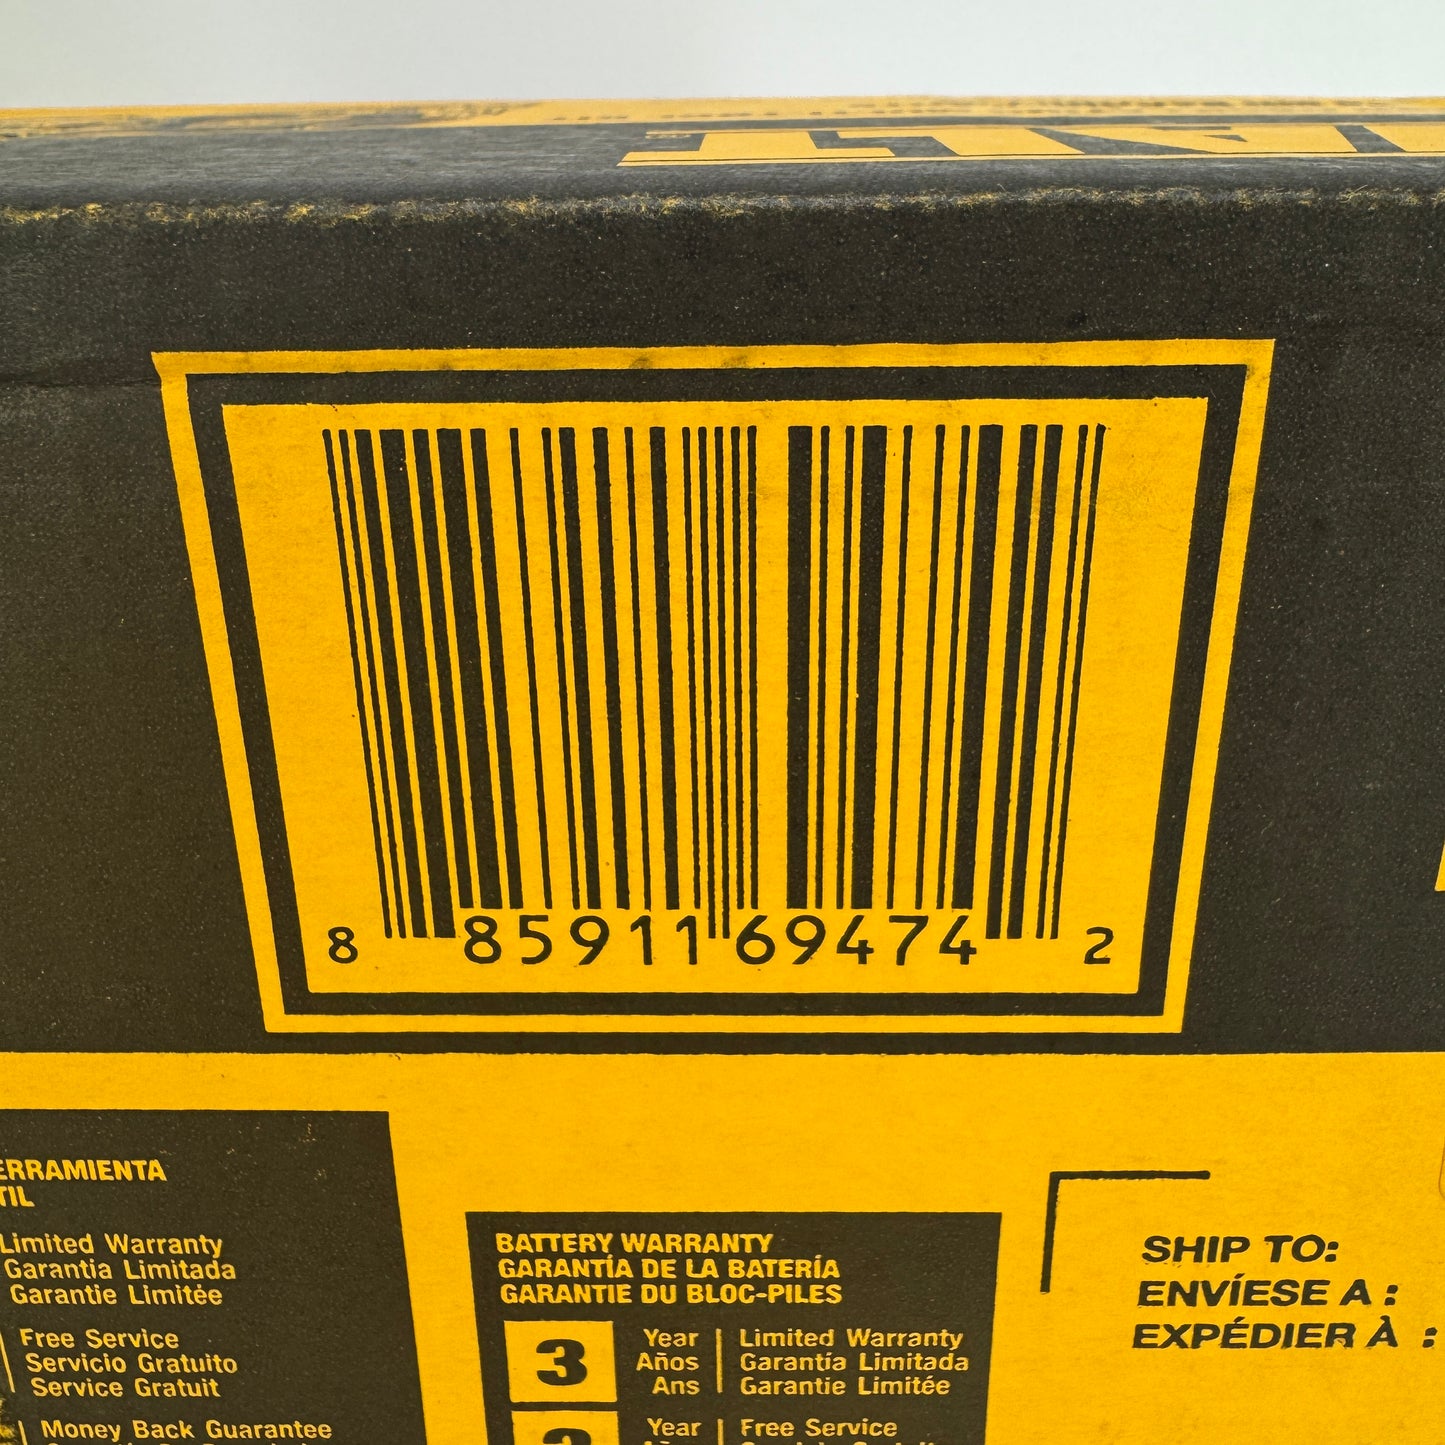 8 85911 69474 2
ERRAMIENTA
TIL
Limited Warranty
Garantia Limitada
Garantie Limitée
Free Service
Servicio Gratuito
Service Gratuit
Money Back Guarantee
BATTERY WARRANTY
GARANTÍA DE LA BATERÍA
GARANTIE DU BLOC-PILES
3
Year
Años
Ans
Limited Warranty
Garantía Limitada
Garantie Limitée
Year
Free Service
SHIP TO:
ENVÍESE A :
EXPÉDIER À :